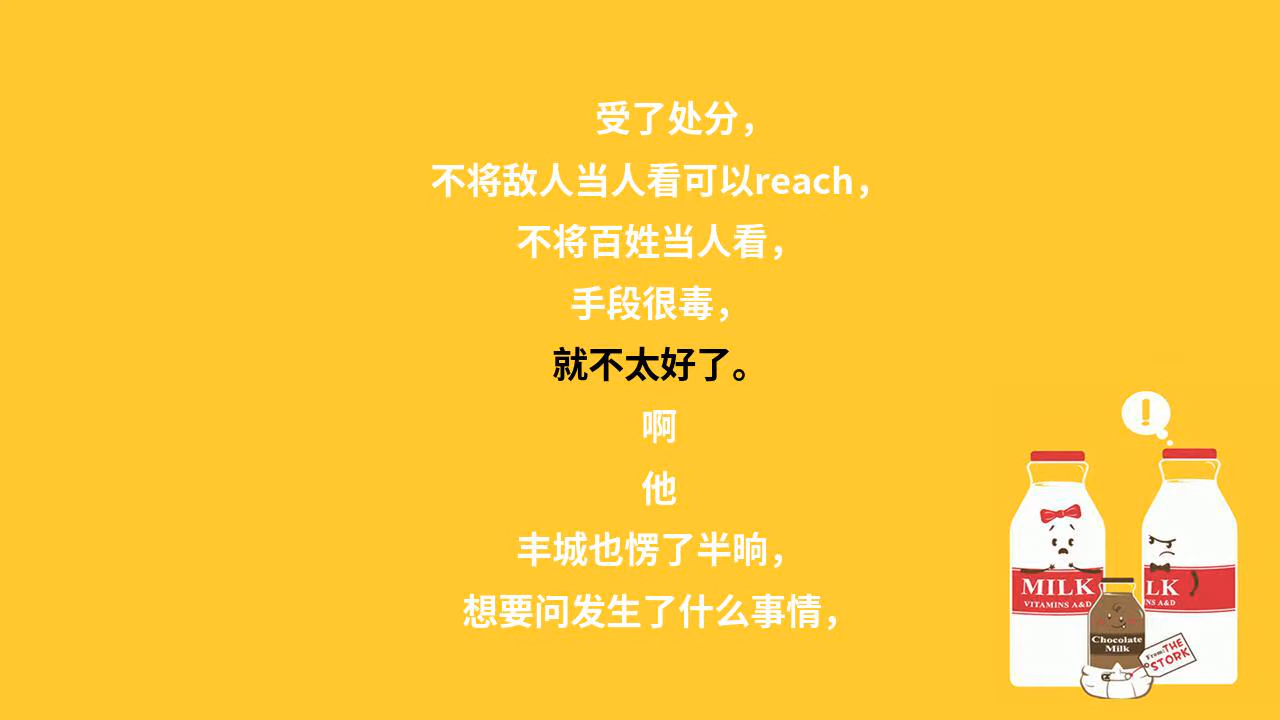 受了处分，
不将敌人当人看可以reach，
不将百姓当人看，
手段很毒，
就不太好了。
啊
他
丰城也愣了半晌，
想要问发生了什么事情，
!
MILK
VITAMINS A&D
LK
NS A&D
Chocolate
Milk
From: THE
STORK